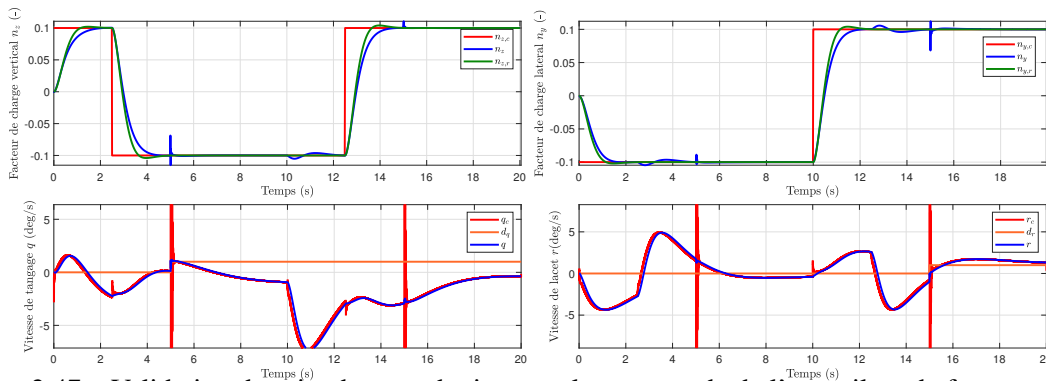 Facteur de charge vertical n_z (-)
0.1
0.05
0
-0.05
-0.1
n_{z,c}
n_z
n_{z,r}
0 2 4 6 8 10 12 14 16 18 20
Temps (s)
Facteur de charge lateral n_y (-)
0.1
0.05
0
-0.05
-0.1
n_{y,c}
n_y
n_{y,r}
0 2 4 6 8 10 12 14 16 18 20
Temps (s)
Vitesse de tangage q (deg/s)
5
0
-5
q_c
d_q
q
0 2 4 6 8 10 12 14 16 18 20
Temps (s)
Vitesse de lacet r(deg/s)
5
0
-5
r_c
d_r
r
0 2 4 6 8 10 12 14 16 18 20
Temps (s)